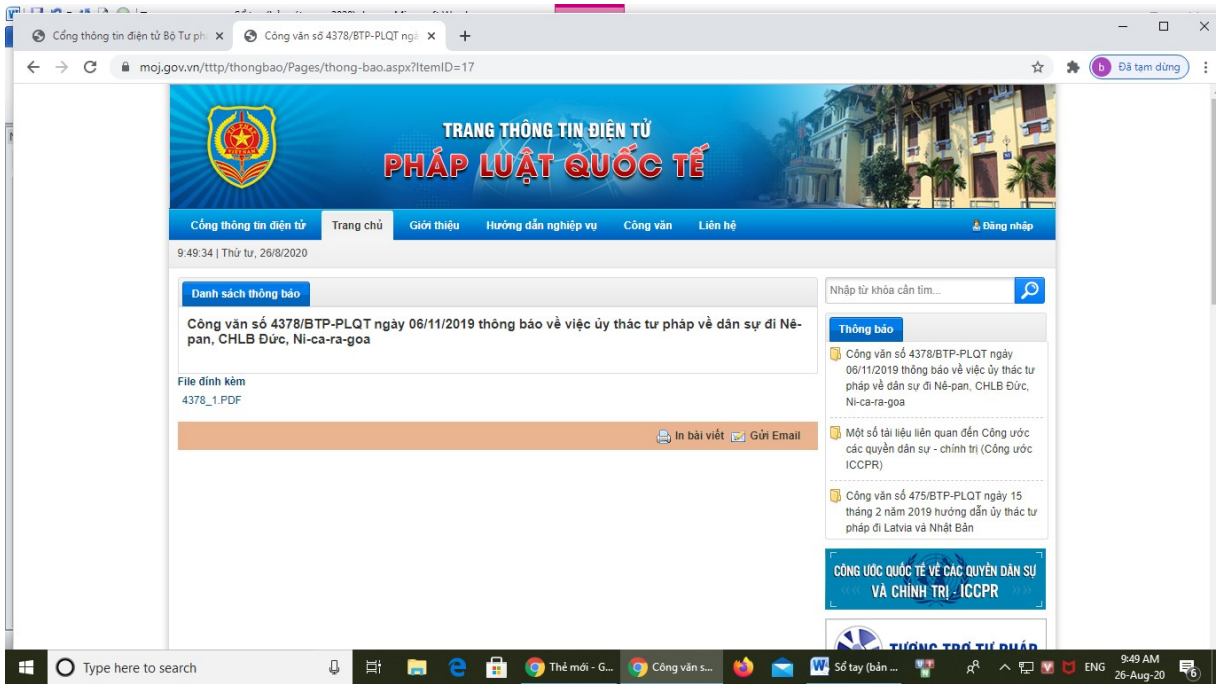 Cổng thông tin điện tử Bộ Tư ph
Công văn số 4378/BTP-PLQT ngà
moj.gov.vn/tttp/thongbao/Pages/thong-bao.aspx?ItemID=17
b
Đã tạm dừng
TƯ PHÁP
VIỆT NAM
TRANG THÔNG TIN ĐIỆN TỬ
PHÁP LUẬT QUỐC TẾ
Cổng thông tin điện tử Trang chủ Giới thiệu Hướng dẫn nghiệp vụ Công văn Liên hệ Đăng nhập
9:49:34 | Thứ tư, 26/8/2020
Danh sách thông báo
Công văn số 4378/BTP-PLQT ngày 06/11/2019 thông báo về việc ủy thác tư pháp về dân sự đi Nê-
pan, CHLB Đức, Ni-ca-ra-goa
File đính kèm
4378_1.PDF
In bài viết Gửi Email
Nhập từ khóa cần tìm...
Thông báo
Công văn số 4378/BTP-PLQT ngày
06/11/2019 thông báo về việc ủy thác tư
pháp về dân sự đi Nê-pan, CHLB Đức,
Ni-ca-ra-goa
Một số tài liệu liên quan đến Công ước
các quyền dân sự - chính trị (Công ước
ICCPR)
Công văn số 475/BTP-PLQT ngày 15
tháng 2 năm 2019 hướng dẫn ủy thác tư
pháp đi Latvia và Nhật Bản
CÔNG ƯỚC QUỐC TẾ VỀ CÁC QUYỀN DÂN SỰ
VÀ CHÍNH TRỊ - ICCPR
TƯƠNG TRỢ TƯ PHÁP
Type here to search
Thẻ mới - G...
Công văn s...
Sổ tay (bản ...
ENG
9:49 AM
26-Aug-20
6